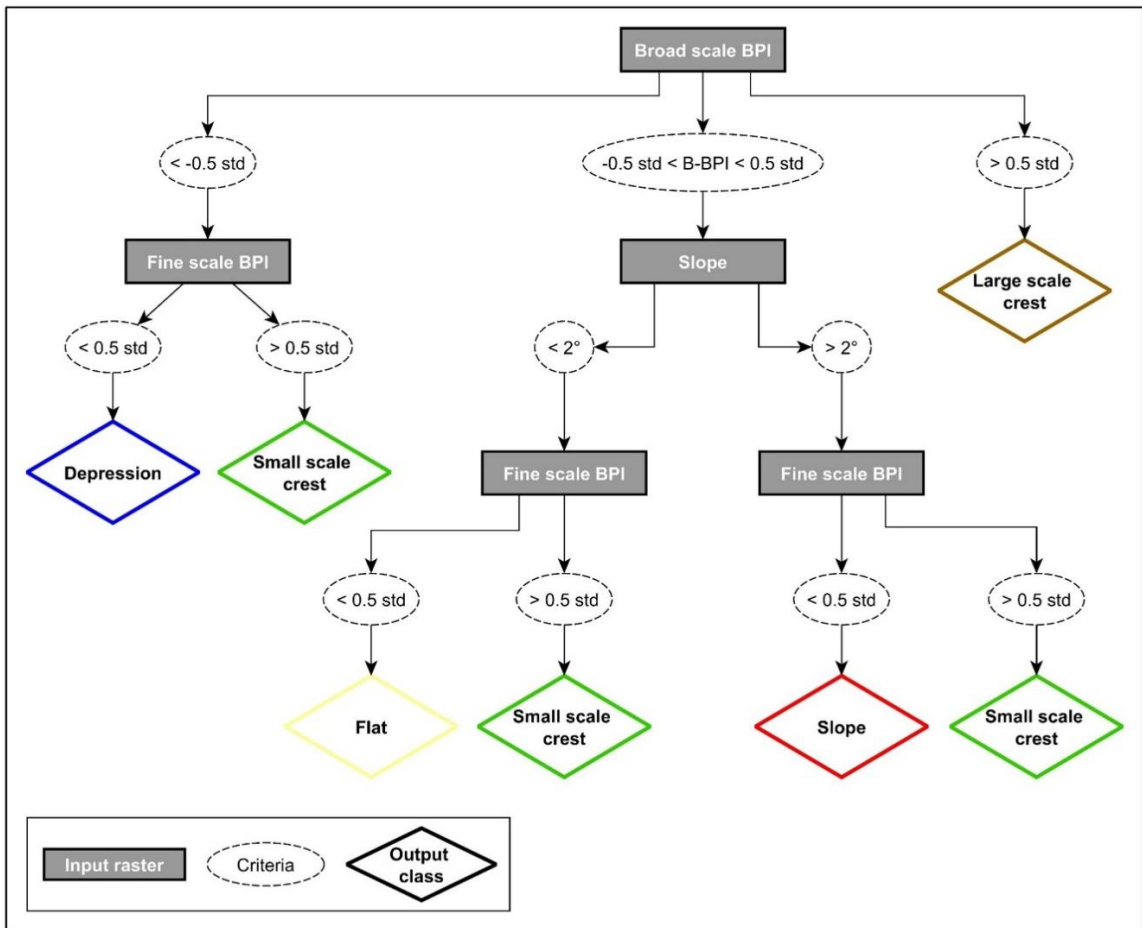 Broad scale BPI
< -0.5 std
-0.5 std < B-BPI < 0.5 std
> 0.5 std
Fine scale BPI
Slope
Large scale
crest
< 0.5 std
> 0.5 std
< 2°
> 2°
Depression
Small scale
crest
Fine scale BPI
Fine scale BPI
< 0.5 std
> 0.5 std
< 0.5 std
> 0.5 std
Flat
Small scale
crest
Slope
Small scale
crest
Input raster
Criteria
Output
class